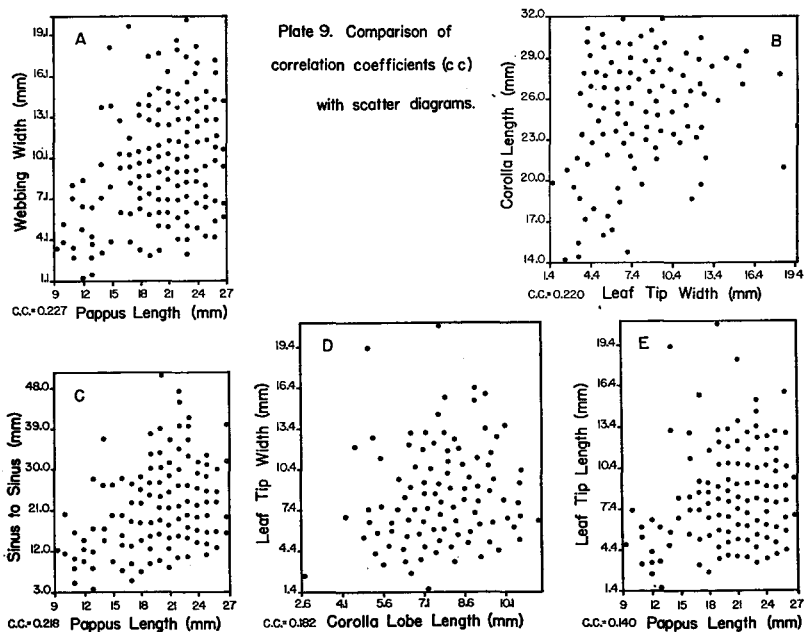 Plate 9. Comparison of
correlation coefficients (cc)
with scatter diagrams.
A
Webbing Width (mm)
19.1
16.1
13.1
10.1
7.1
4.1
1.1
9 12 15 18 21 24 27
C.C.=0.227 Pappus Length (mm)
B
Corolla Length (mm)
32.0
29.0
26.0
23.0
20.0
17.0
14.0
1.4 4.4 7.4 10.4 13.4 16.4 19.4
C.C.=0.220 Leaf Tip Width (mm)
C
Sinus to Sinus (mm)
48.0
39.0
30.0
21.0
12.0
3.0
9 12 15 18 21 24 27
C.C.=0.218 Pappus Length (mm)
D
Leaf Tip Width (mm)
19.4
16.4
13.4
10.4
7.4
4.4
1.4
2.6 4.1 5.6 7.1 8.6 10.1
C.C.=0.182 Corolla Lobe Length (mm)
E
Leaf Tip Length (mm)
19.4
16.4
13.4
10.4
7.4
4.4
1.4
9 12 15 18 21 24 27
C.C.=0.140 Pappus Length (mm)